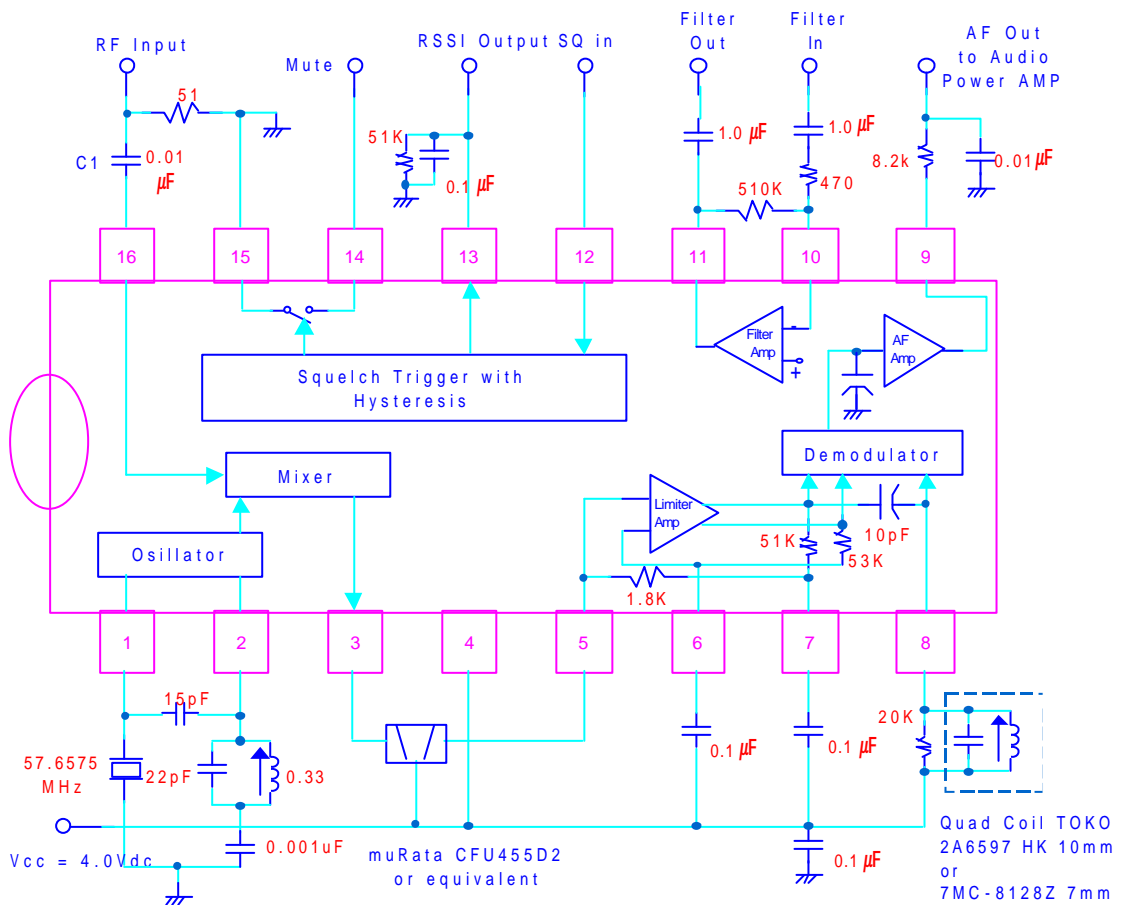 RF Input
Mute
RSSI Output SQ in
Filter
Out
Filter
In
AF Out
to Audio
Power AMP
51
C1
0.01
µF
51K
0.1 µF
1.0 µF
1.0 µF
510K
470
8.2k
0.01µF
16
15
14
13
12
11
10
9
Squelch Trigger with
Hysteresis
Filter
Amp
-
+
AF
Amp
Mixer
Osillator
Limiter
Amp
Demodulator
10pF
51K
53K
1.8K
1
2
3
4
5
6
7
8
15pF
57.6575
MHz
22pF
0.33
0.001uF
Vcc = 4.0Vdc
muRata CFU455D2
or equivalent
0.1 µF
0.1 µF
0.1 µF
20K
Quad Coil TOKO
2A6597 HK 10mm
or
7MC-8128Z 7mm